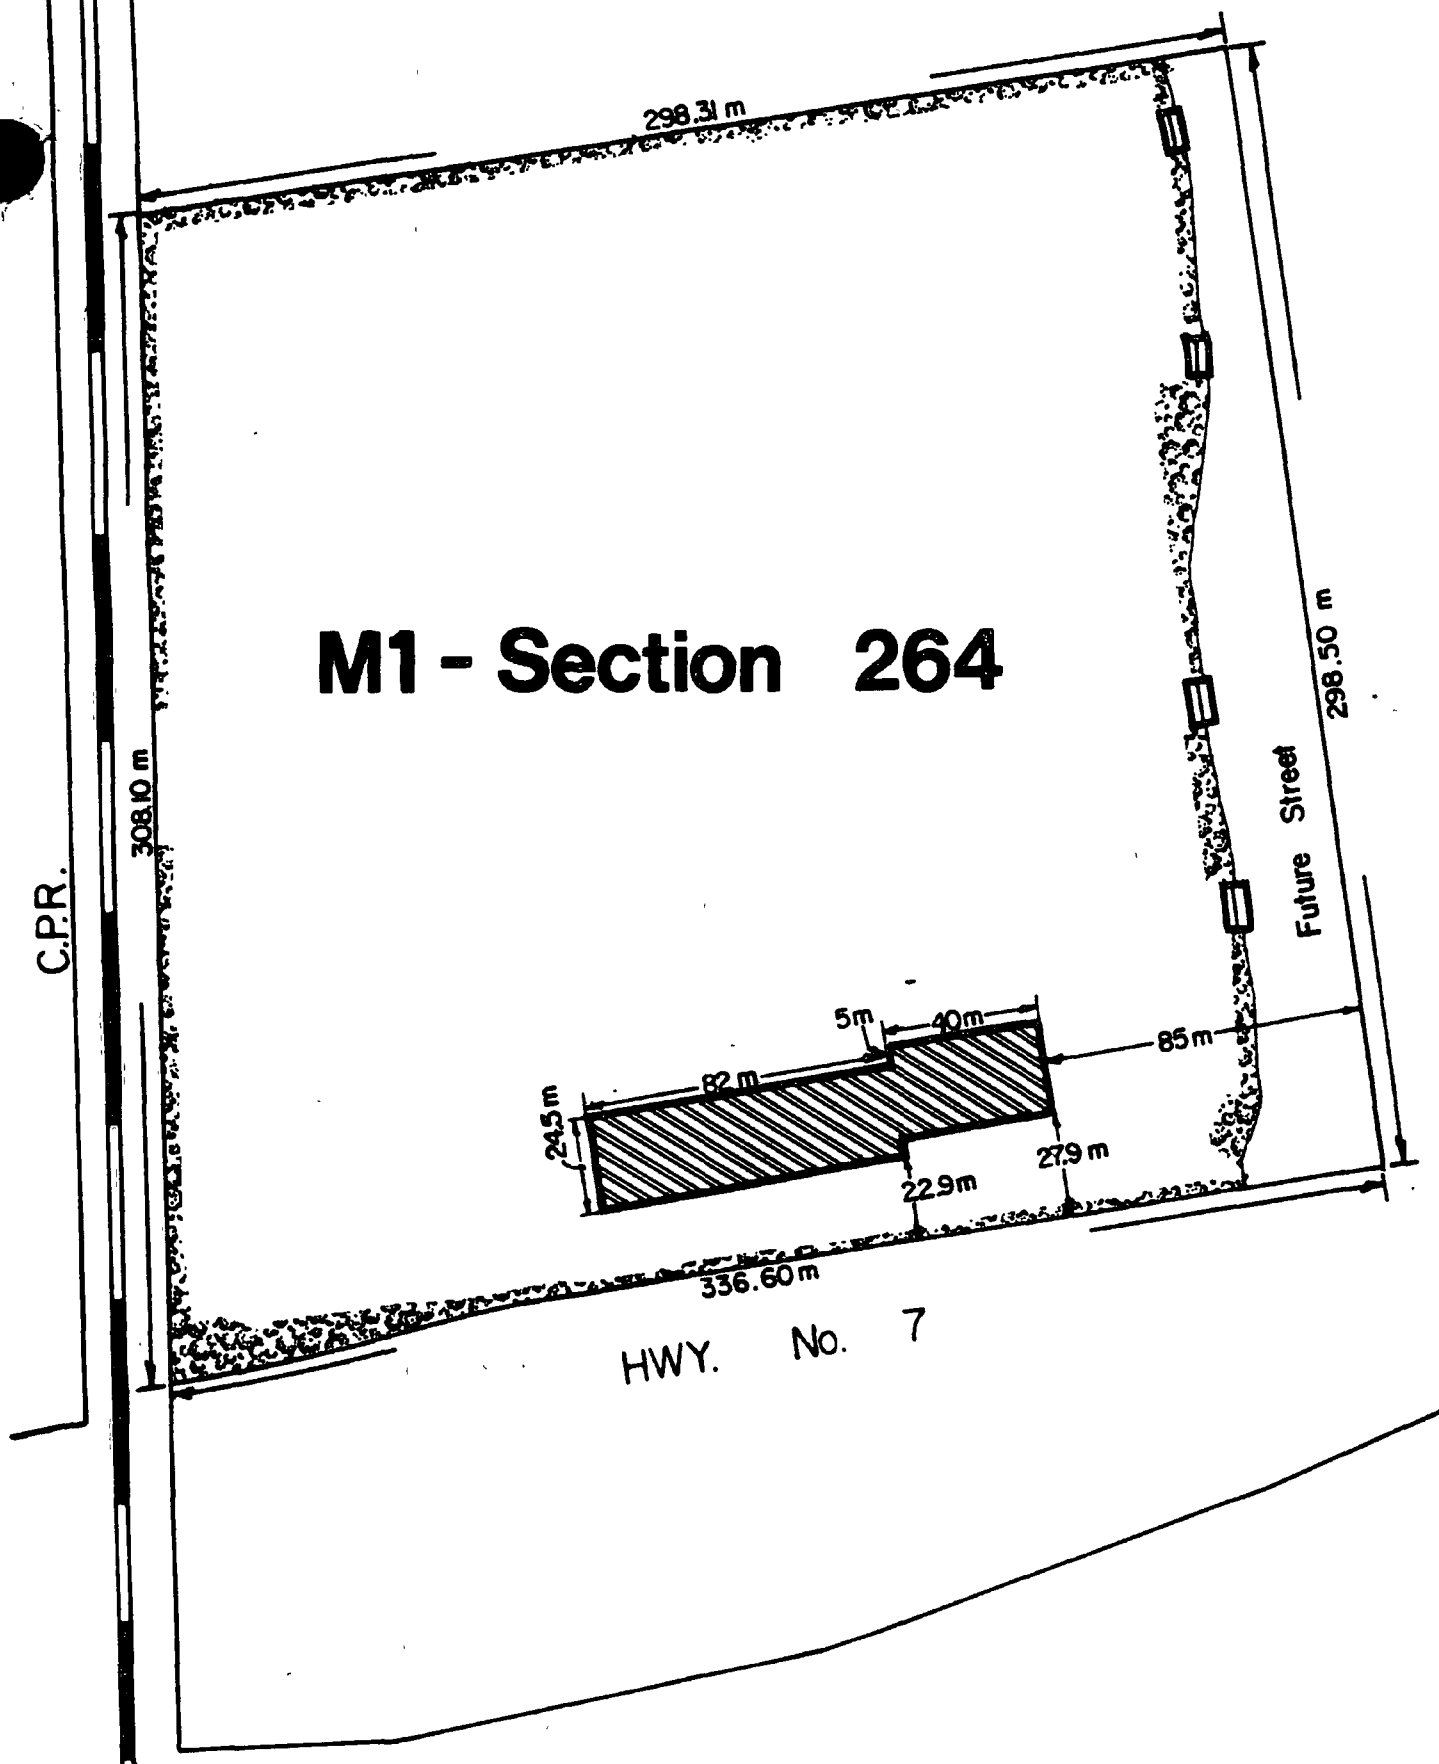 298.31 m
M1 - Section 264
298.50 m
308.10 m
Future Street
C.P.R.
5m
40m
85m
82 m
24.5 m
27.9 m
22.9m
336.60m
HWY. No. 7